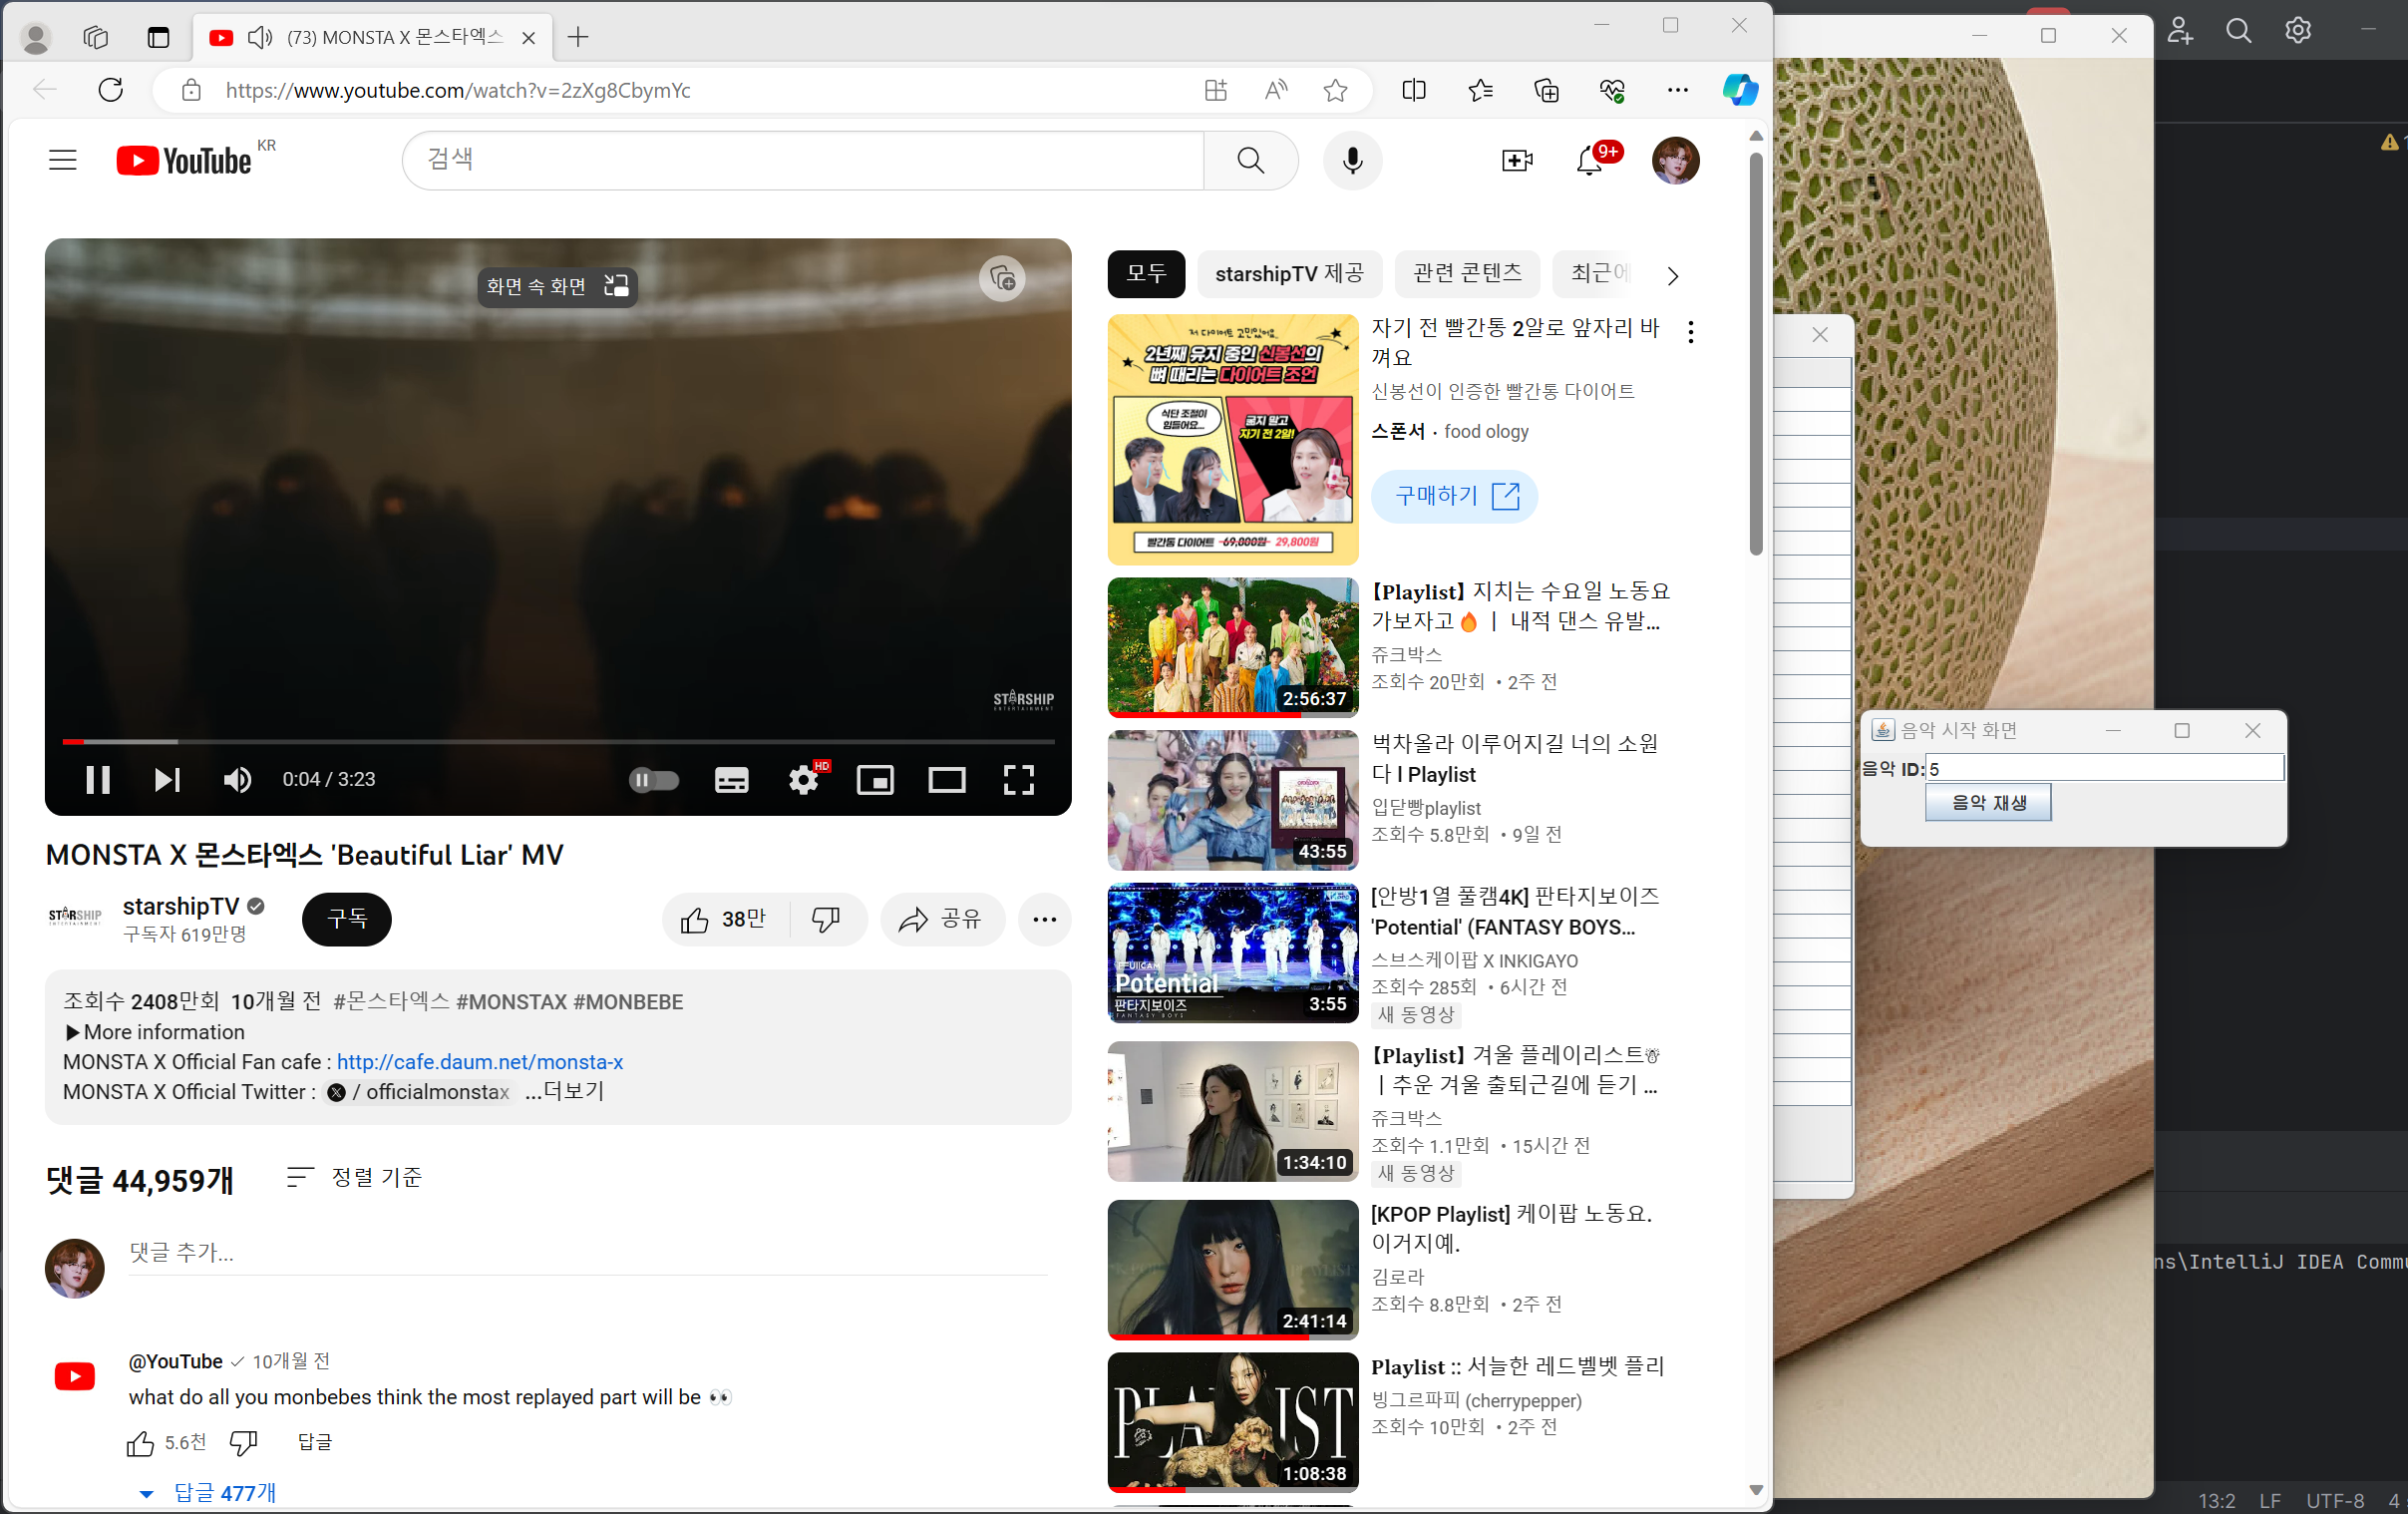 (73) MONSTA X 몬스타엑스
https://www.youtube.com/watch?v=2zXg8CbymYc
YouTube KR
검색
9+
화면 속 화면
STARSHIP
ENTERTAINMENT
HD
0:04 / 3:23
MONSTA X 몬스타엑스 'Beautiful Liar' MV
STARSHIP
ENTERTAINMENT
starshipTV
구독자 619만명
구독
38만
공유
조회수 2408만회 10개월 전 #몬스타엑스 #MONSTAX #MONBEBE
▶More information
MONSTA X Official Fan cafe : http://cafe.daum.net/monsta-x
MONSTA X Official Twitter : / officialmonstax ...더보기
댓글 44,959개
정렬 기준
댓글 추가...
@YouTube 10개월 전
what do all you monbebes think the most replayed part will be 👀
5.6천
답글
답글 477개
모두
starshipTV 제공
관련 콘텐츠
최근에
저 다이어트 고민있어요
2년째 유지 중인 신봉선의
뼈 때리는 다이어트 조언
식단 조절이
힘들어요...
굶지 말고
자기 전 2알!
빨간통 다이어트 69,800원 29,800원
자기 전 빨간통 2알로 앞자리 바
껴요
신봉선이 인증한 빨간통 다이어트
스폰서 · food ology
구매하기
2:56:37
【Playlist】 지치는 수요일 노동요
가보자고🔥 ㅣ 내적 댄스 유발...
쥬크박스
조회수 20만회 • 2주 전
43:55
벅차올라 이루어지길 너의 소원
다 l Playlist
입닫빵playlist
조회수 5.8만회 • 9일 전
FULLCAM
Potential
판타지보이즈
FANTASY BOYS
3:55
[안방1열 풀캠4K] 판타지보이즈
'Potential' (FANTASY BOYS...
스브스케이팝 X INKIGAYO
조회수 285회 • 6시간 전
새 동영상
1:34:10
【Playlist】 겨울 플레이리스트☃
ㅣ추운 겨울 출퇴근길에 듣기 ...
쥬크박스
조회수 1.1만회 • 15시간 전
새 동영상
2:41:14
[KPOP Playlist] 케이팝 노동요.
이거지예.
김로라
조회수 8.8만회 • 2주 전
PLAYLIST
1:08:38
Playlist :: 서늘한 레드벨벳 플리
빙그르파피 (cherrypepper)
조회수 10만회 • 2주 전
음악 시작 화면
음악 ID: 5
음악 재생
ns\IntelliJ IDEA Commu
13:2 LF UTF-8 4